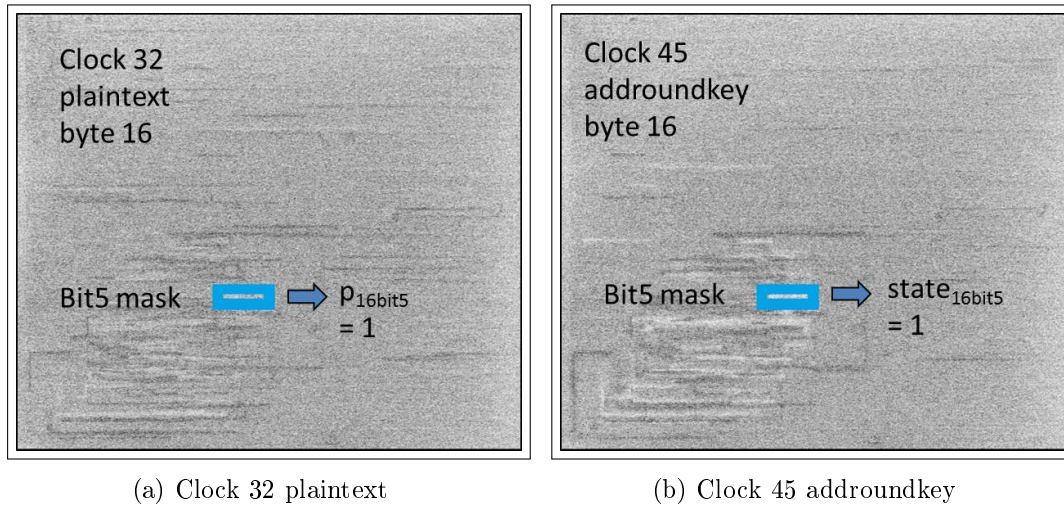 Clock 32
plaintext
byte 16
Bit5 mask
p16bit5
= 1
(a) Clock 32 plaintext
Clock 45
addroundkey
byte 16
Bit5 mask
state16bit5
= 1
(b) Clock 45 addroundkey